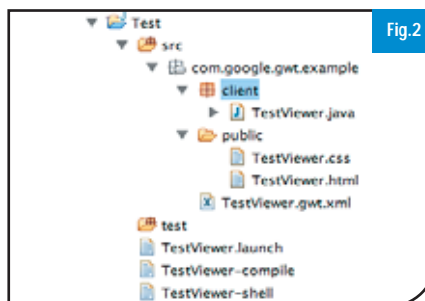 Fig.2
Test
src
com.google.gwt.example
client
TestViewer.java
public
TestViewer.css
TestViewer.html
TestViewer.gwt.xml
test
TestViewer.launch
TestViewer-compile
TestViewer-shell